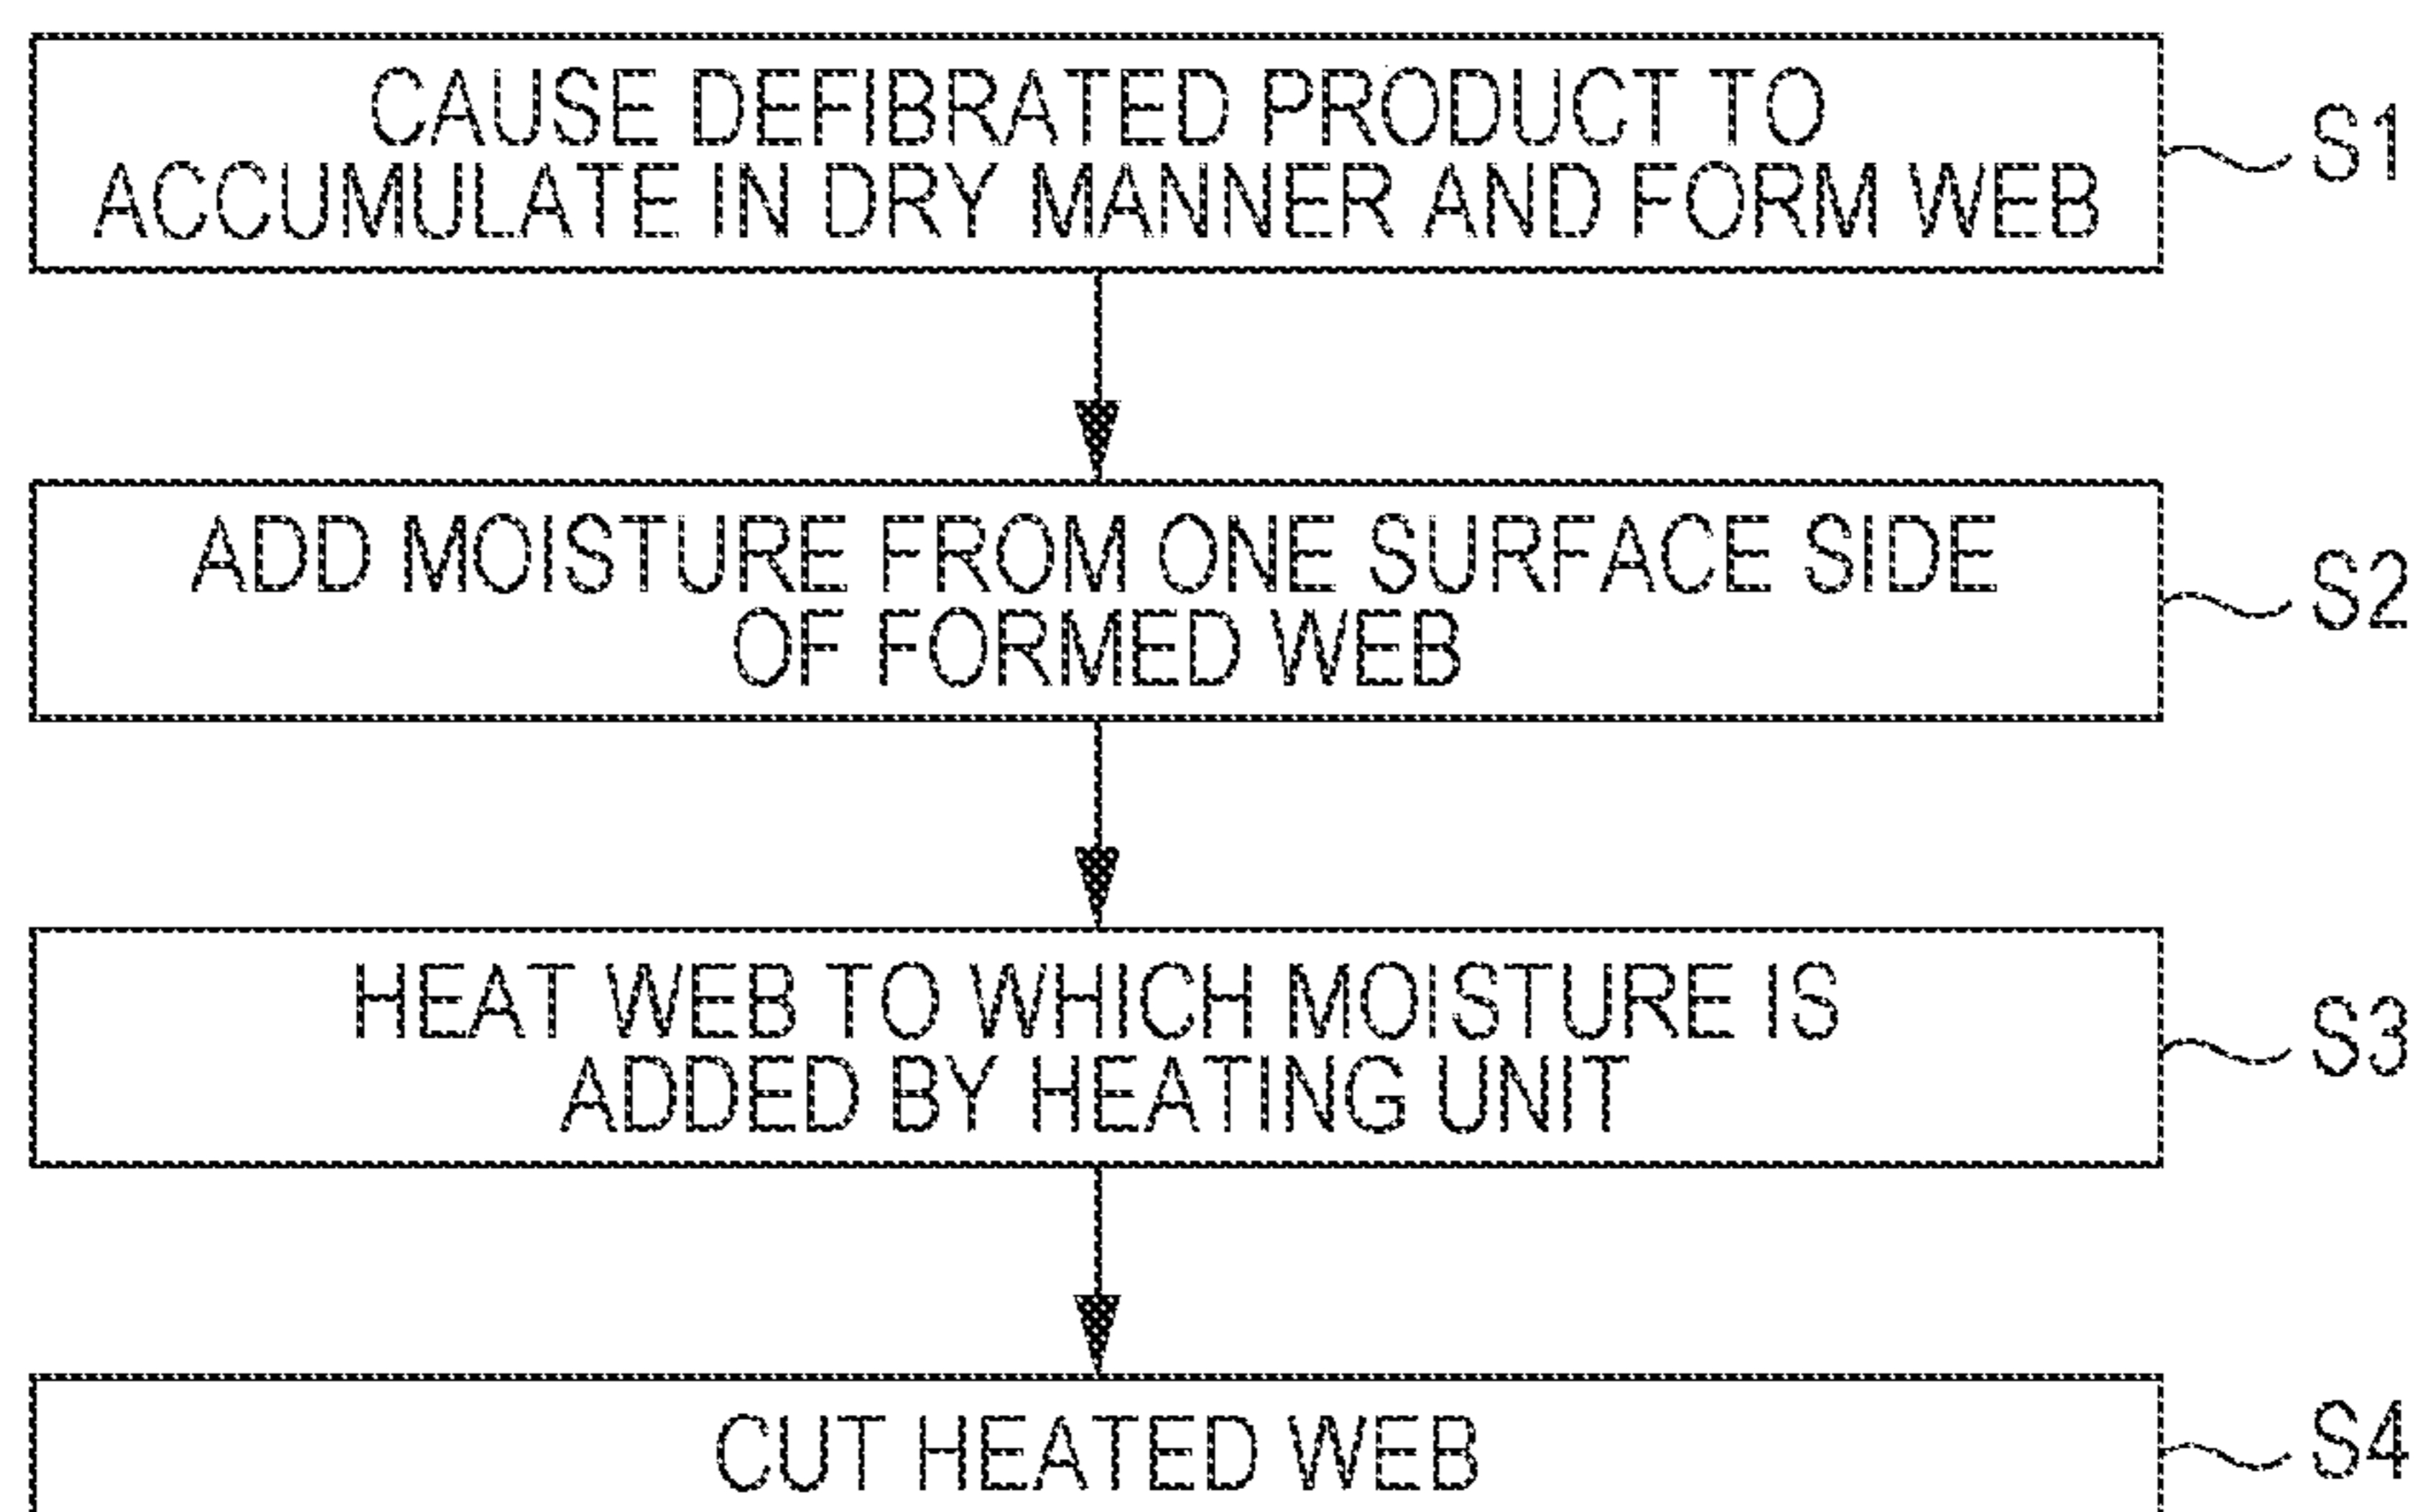 CAUSE DEFIBRATED PRODUCT TO
ACCUMULATE IN DRY MANNER AND FORM WEB
S1
ADD MOISTURE FROM ONE SURFACE SIDE
OF FORMED WEB
S2
HEAT WEB TO WHICH MOISTURE IS
ADDED BY HEATING UNIT
S3
CUT HEATED WEB
S4